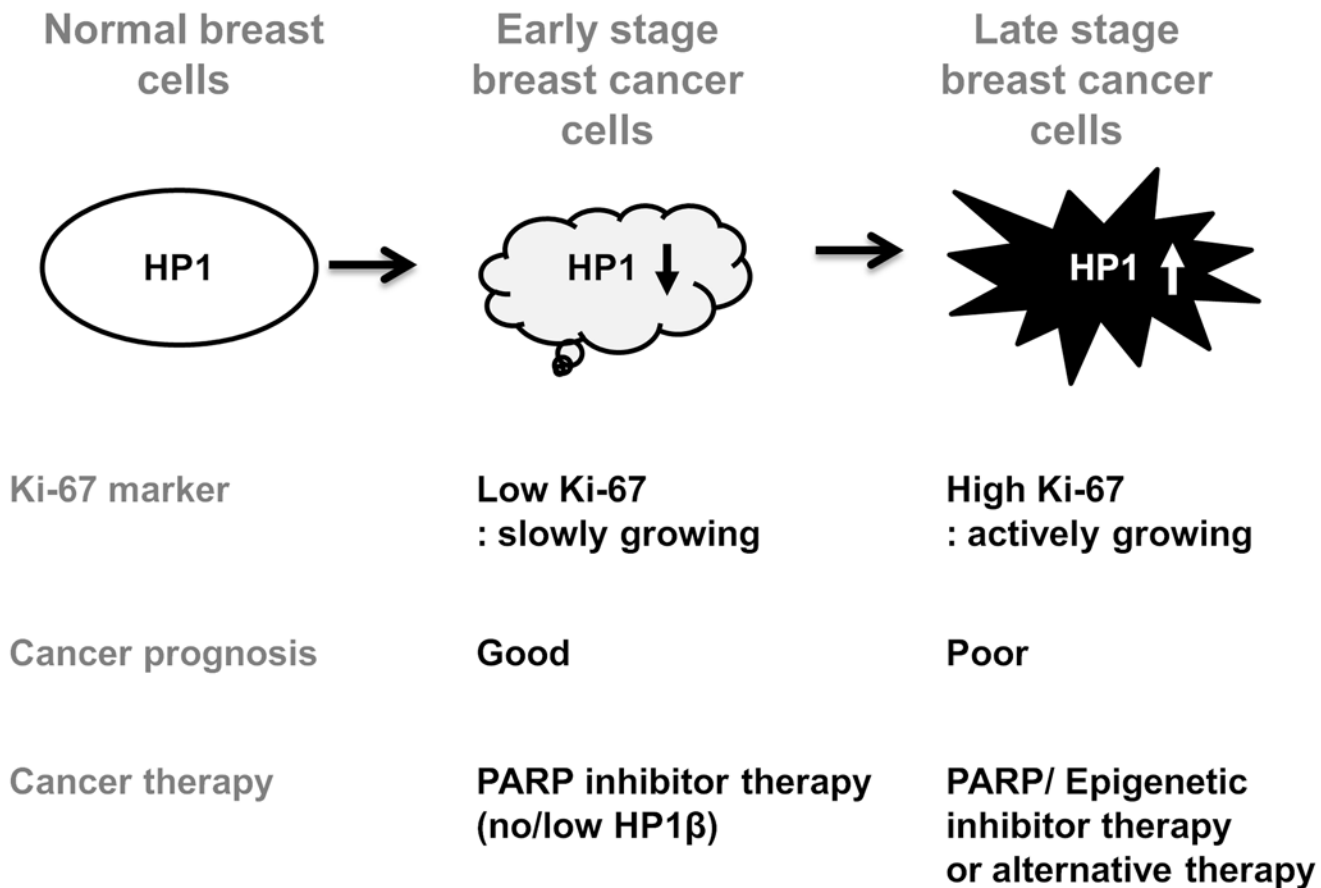 Normal breast
cells
Early stage
breast cancer
cells
Late stage
breast cancer
cells
HP1
HP1
HP1
Ki-67 marker
Low Ki-67
: slowly growing
High Ki-67
: actively growing
Cancer prognosis
Good
Poor
Cancer therapy
PARP inhibitor therapy
(no/low HP1β)
PARP/ Epigenetic
inhibitor therapy
or alternative therapy